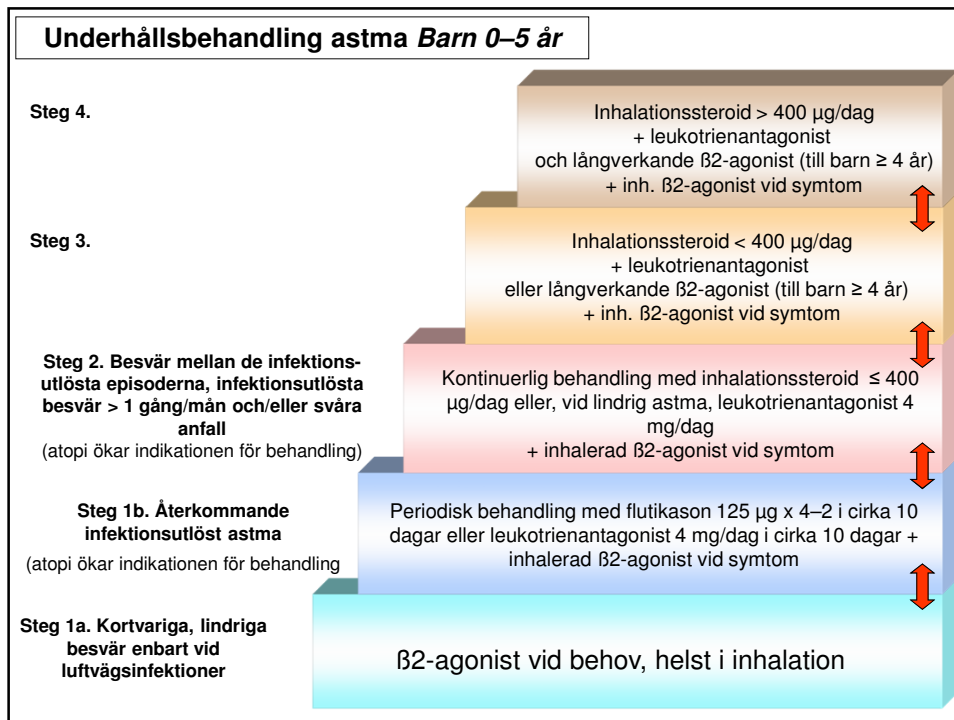 Underhållsbehandling astma Barn 0–5 år
Steg 4.
Inhalationssteroid > 400 µg/dag
+ leukotrienantagonist
och långverkande ß2-agonist (till barn ≥ 4 år)
+ inh. ß2-agonist vid symtom
Steg 3.
Inhalationssteroid < 400 µg/dag
+ leukotrienantagonist
eller långverkande ß2-agonist (till barn ≥ 4 år)
+ inh. ß2-agonist vid symtom
Steg 2. Besvär mellan de infektions-
utlösta episoderna, infektionsutlösta
besvär > 1 gång/mån och/eller svåra
anfall
(atopi ökar indikationen för behandling)
Kontinuerlig behandling med inhalationssteroid ≤ 400
µg/dag eller, vid lindrig astma, leukotrienantagonist 4
mg/dag
+ inhalerad ß2-agonist vid symtom
Steg 1b. Återkommande
infektionsutlöst astma
(atopi ökar indikationen för behandling
Periodisk behandling med flutikason 125 µg x 4–2 i cirka 10
dagar eller leukotrienantagonist 4 mg/dag i cirka 10 dagar +
inhalerad ß2-agonist vid symtom
Steg 1a. Kortvariga, lindriga
besvär enbart vid
luftvägsinfektioner
ß2-agonist vid behov, helst i inhalation